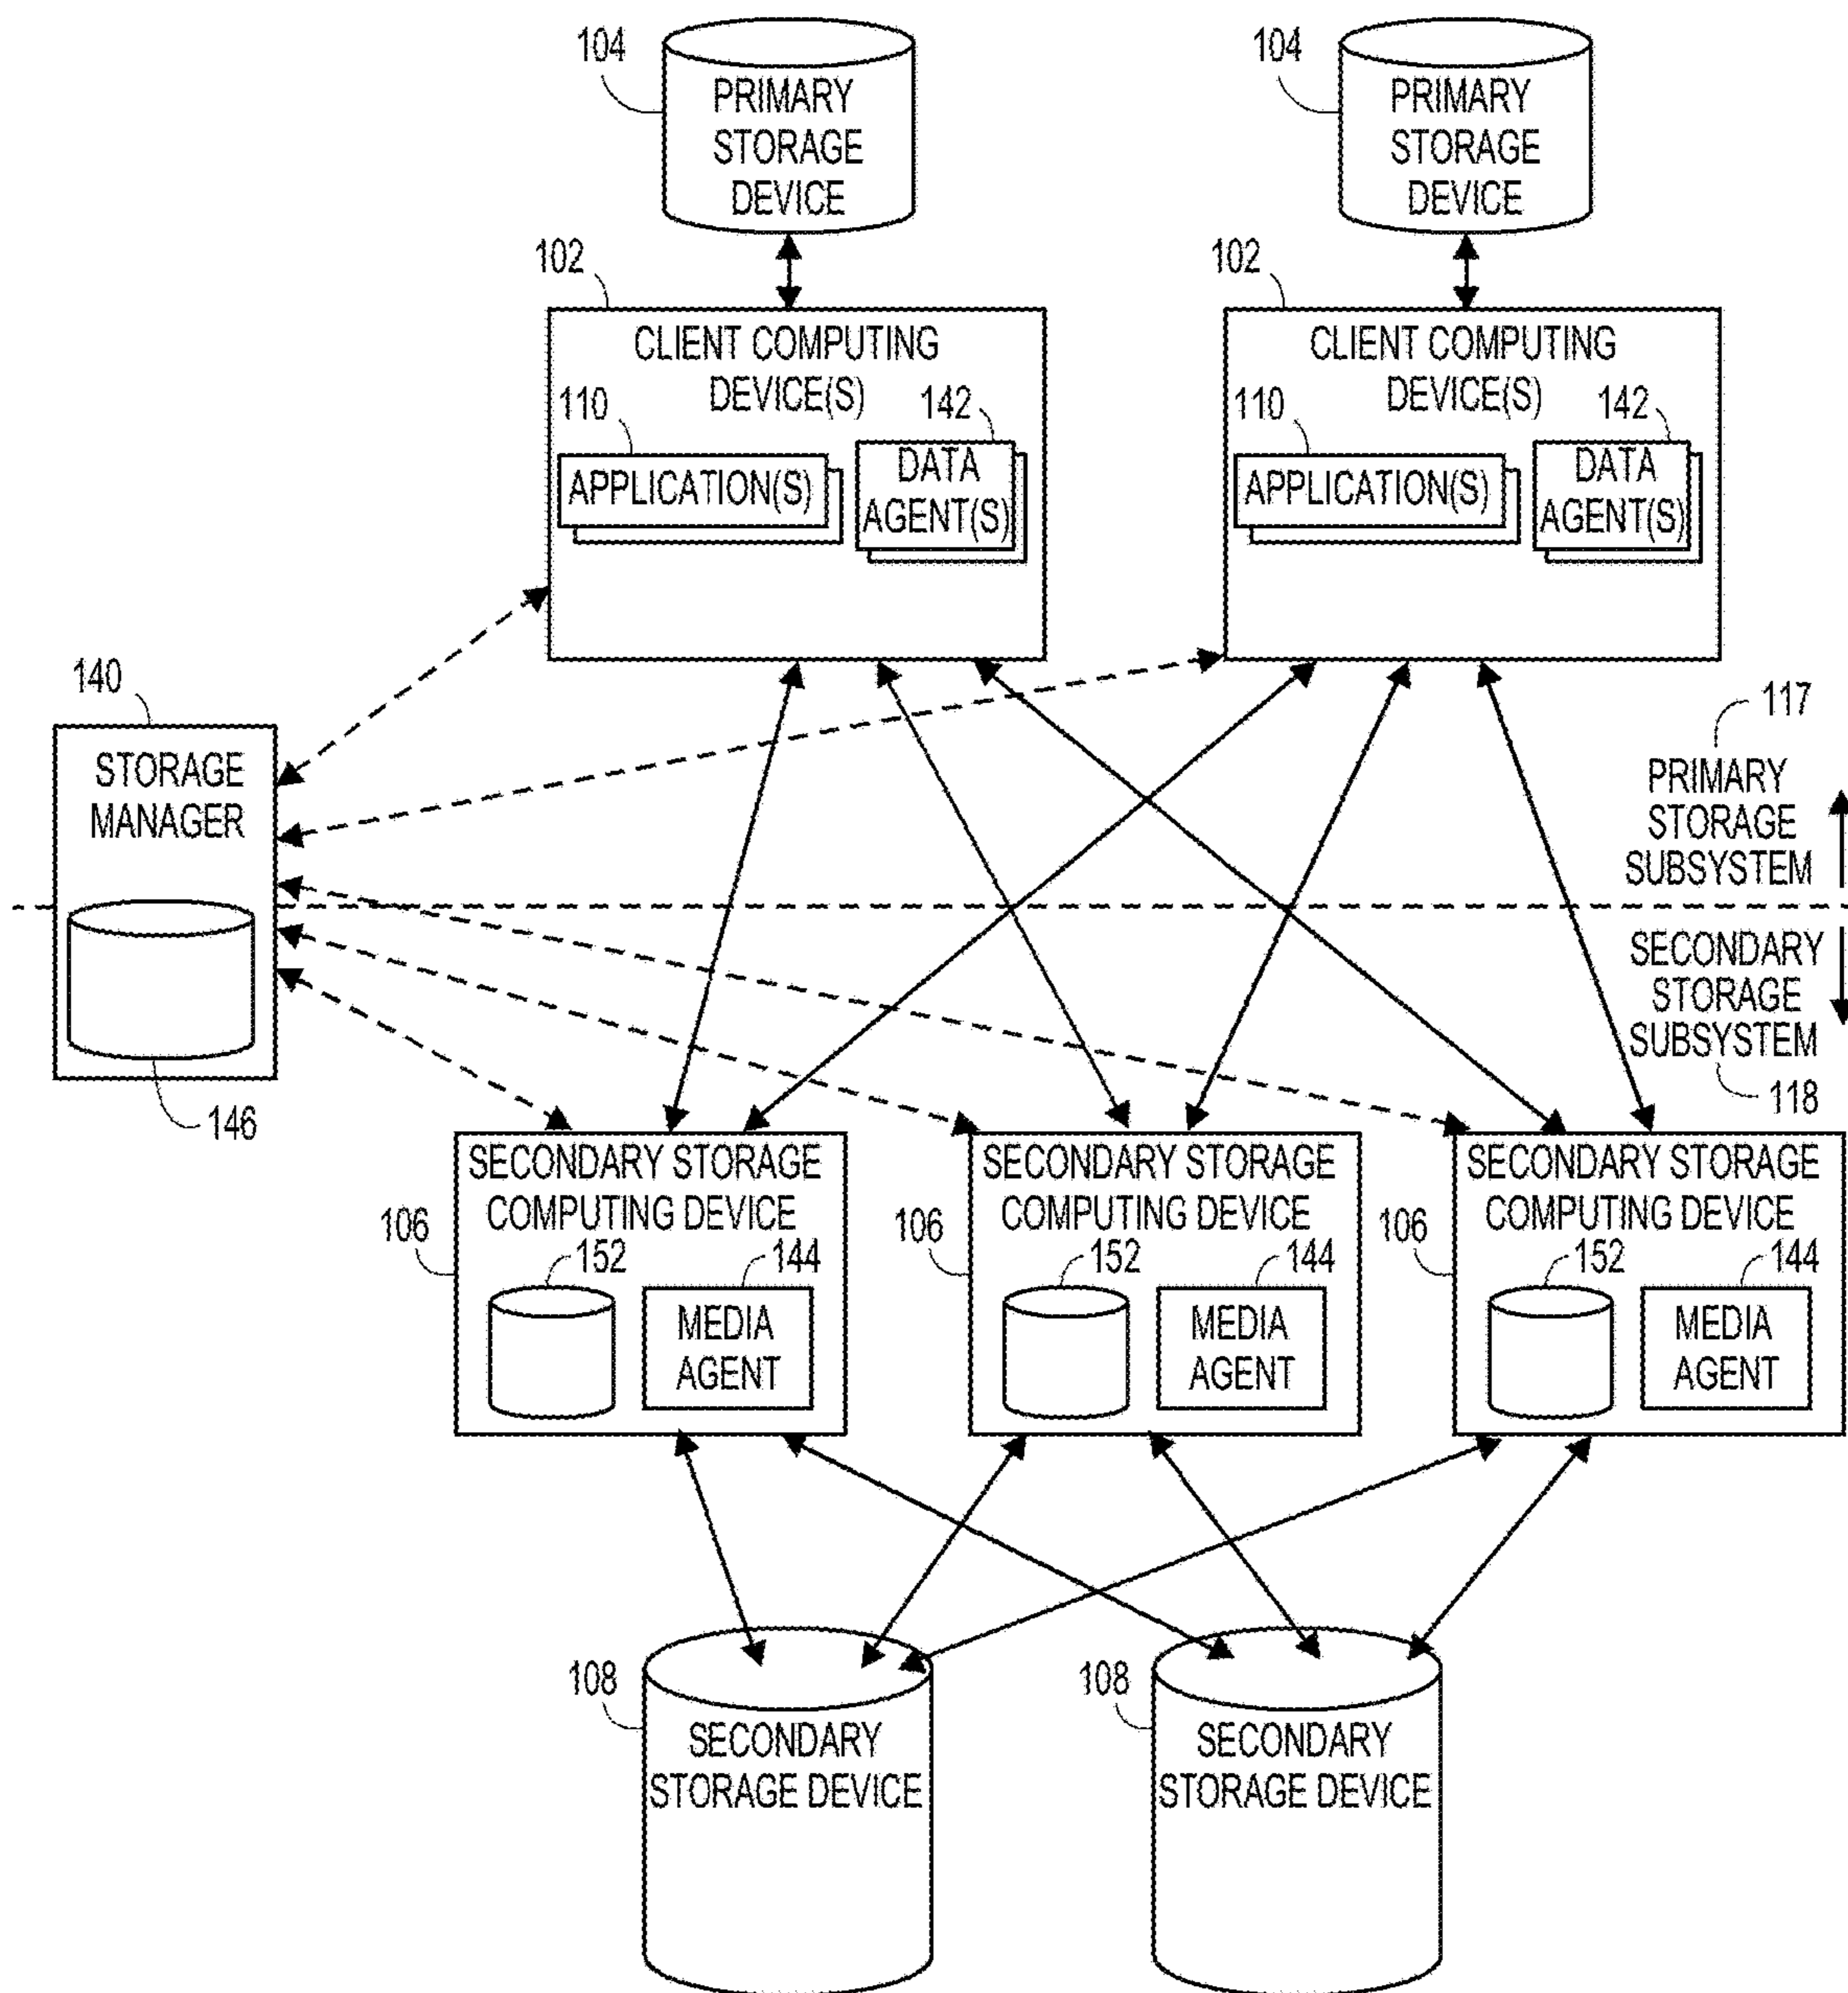 104
PRIMARY
STORAGE
DEVICE
104
PRIMARY
STORAGE
DEVICE
102
CLIENT COMPUTING
DEVICE(S)
110
142
APPLICATION(S)
DATA
AGENT(S)
102
CLIENT COMPUTING
DEVICE(S)
110
142
APPLICATION(S)
DATA
AGENT(S)
140
STORAGE
MANAGER
146
117
PRIMARY
STORAGE
SUBSYSTEM
SECONDARY
STORAGE
SUBSYSTEM
118
SECONDARY STORAGE
COMPUTING DEVICE
106
152
144
MEDIA
AGENT
SECONDARY STORAGE
COMPUTING DEVICE
106
152
144
MEDIA
AGENT
SECONDARY STORAGE
COMPUTING DEVICE
106
152
144
MEDIA
AGENT
108
SECONDARY
STORAGE DEVICE
108
SECONDARY
STORAGE DEVICE